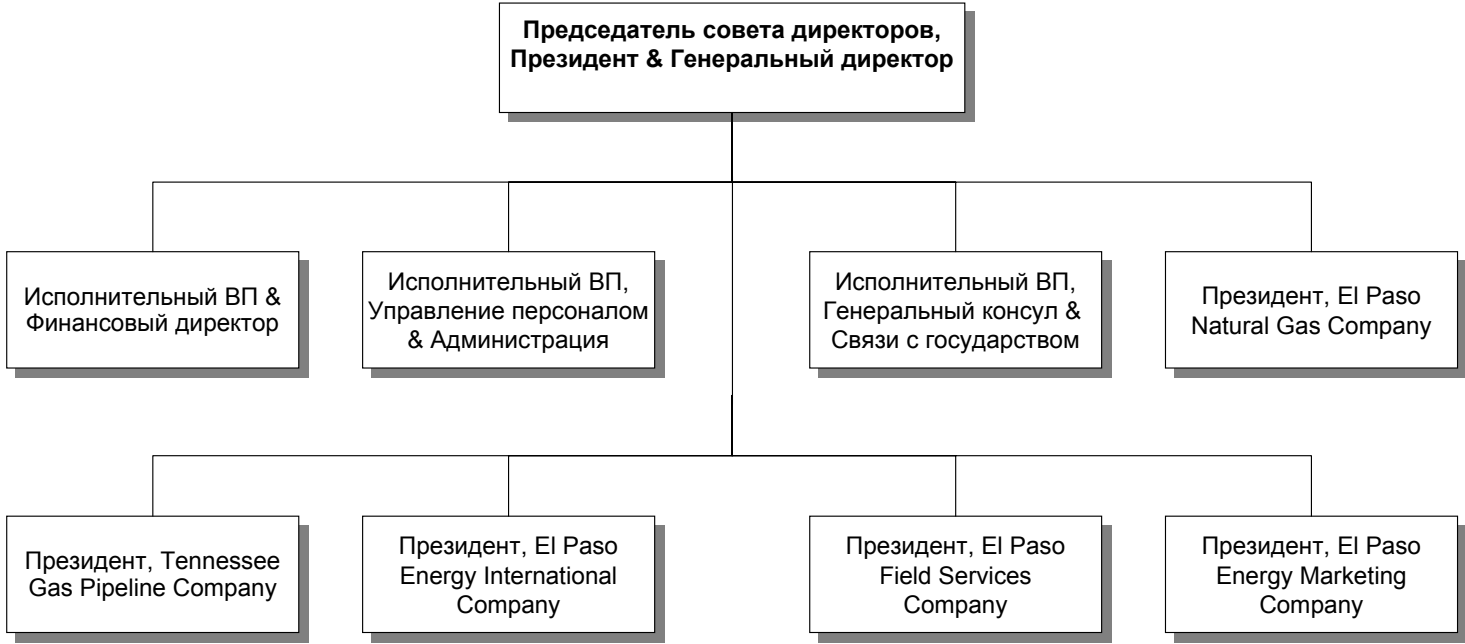 Председатель совета директоров,
Президент & Генеральный директор
Исполнительный ВП &
Финансовый директор
Исполнительный ВП,
Управление персоналом
& Администрация
Исполнительный ВП,
Генеральный консул &
Связи с государством
Президент, El Paso
Natural Gas Company
Президент, Tennessee
Gas Pipeline Company
Президент, El Paso
Energy International
Company
Президент, El Paso
Field Services
Company
Президент, El Paso
Energy Marketing
Company